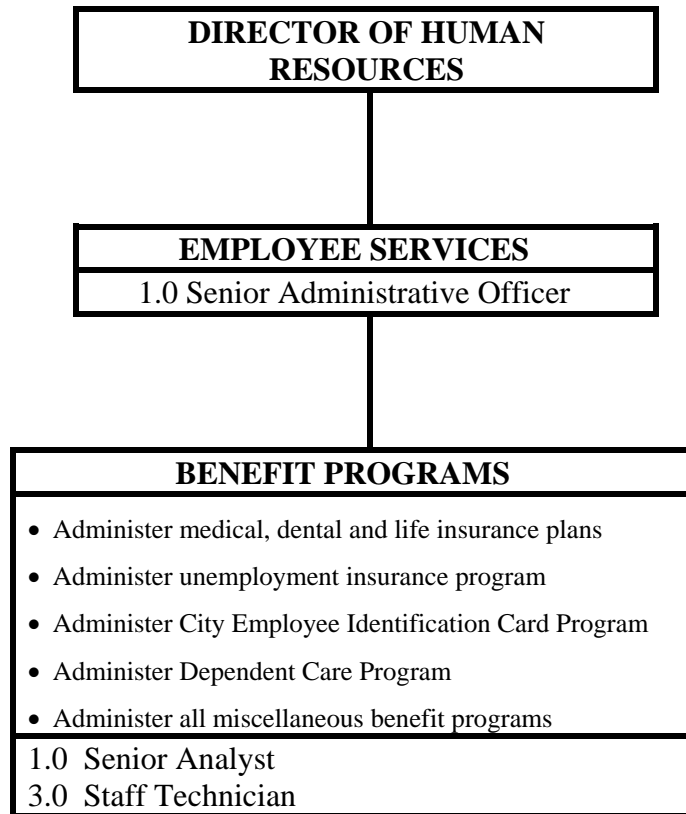 DIRECTOR OF HUMAN
RESOURCES
EMPLOYEE SERVICES
1.0 Senior Administrative Officer
BENEFIT PROGRAMS
• Administer medical, dental and life insurance plans
• Administer unemployment insurance program
• Administer City Employee Identification Card Program
• Administer Dependent Care Program
• Administer all miscellaneous benefit programs
1.0 Senior Analyst
3.0 Staff Technician